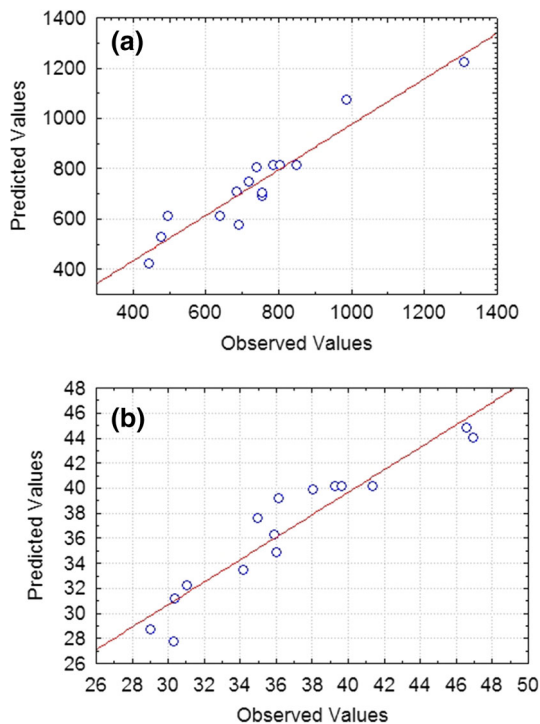 (a)
Predicted Values
1400
1200
1000
800
600
400
400 600 800 1000 1200 1400
Observed Values
(b)
Predicted Values
48
46
44
42
40
38
36
34
32
30
28
26
26 28 30 32 34 36 38 40 42 44 46 48 50
Observed Values